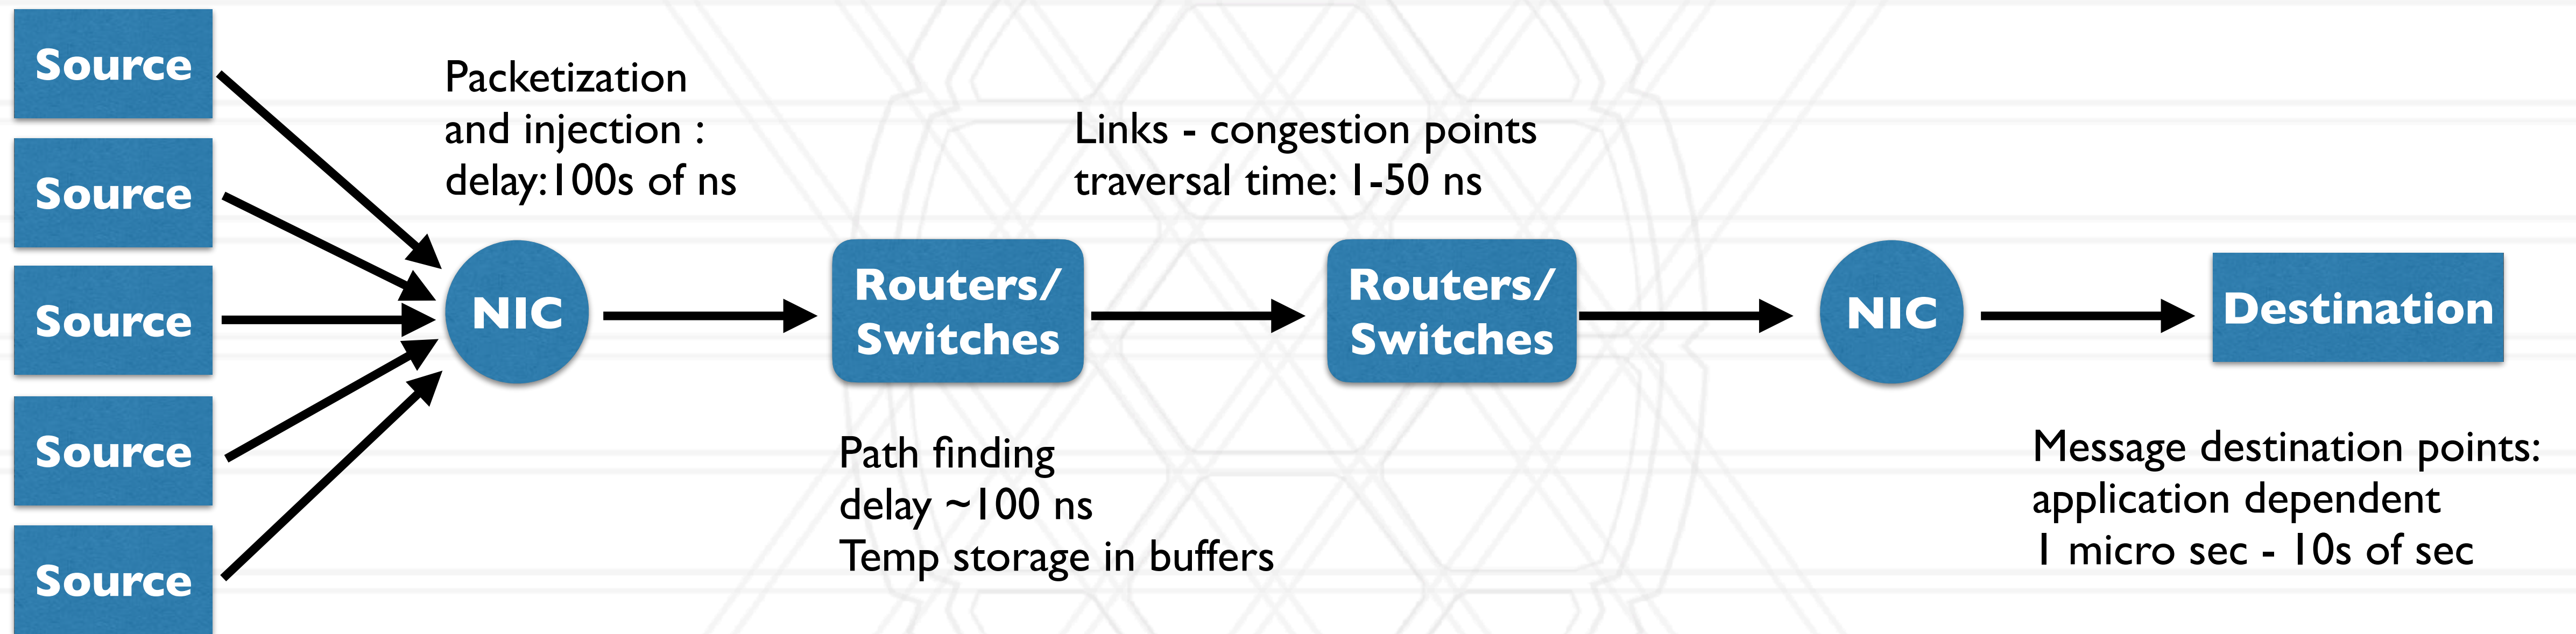 Source
Source
Source
Source
Source
Packetization
and injection :
delay:100s of ns
NIC
Links - congestion points
traversal time: 1-50 ns
Routers/
Switches
Path finding
delay ~100 ns
Temp storage in buffers
Routers/
Switches
NIC
Destination
Message destination points:
application dependent
1 micro sec - 10s of sec